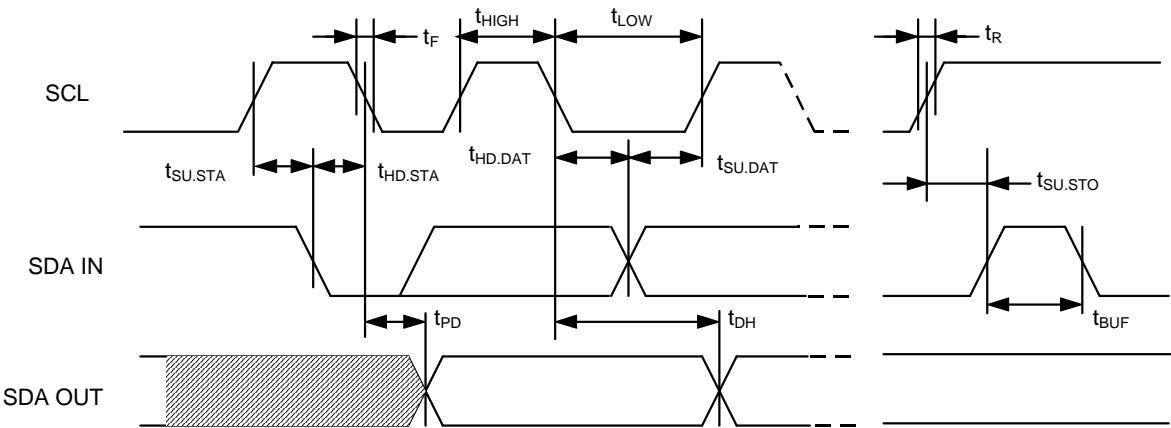 tHIGH tLOW
tF tR
SCL
tSU.STA tHD.STA tHD.DAT tSU.DAT tSU.STO
SDA IN
tPD tDH tBUF
SDA OUT